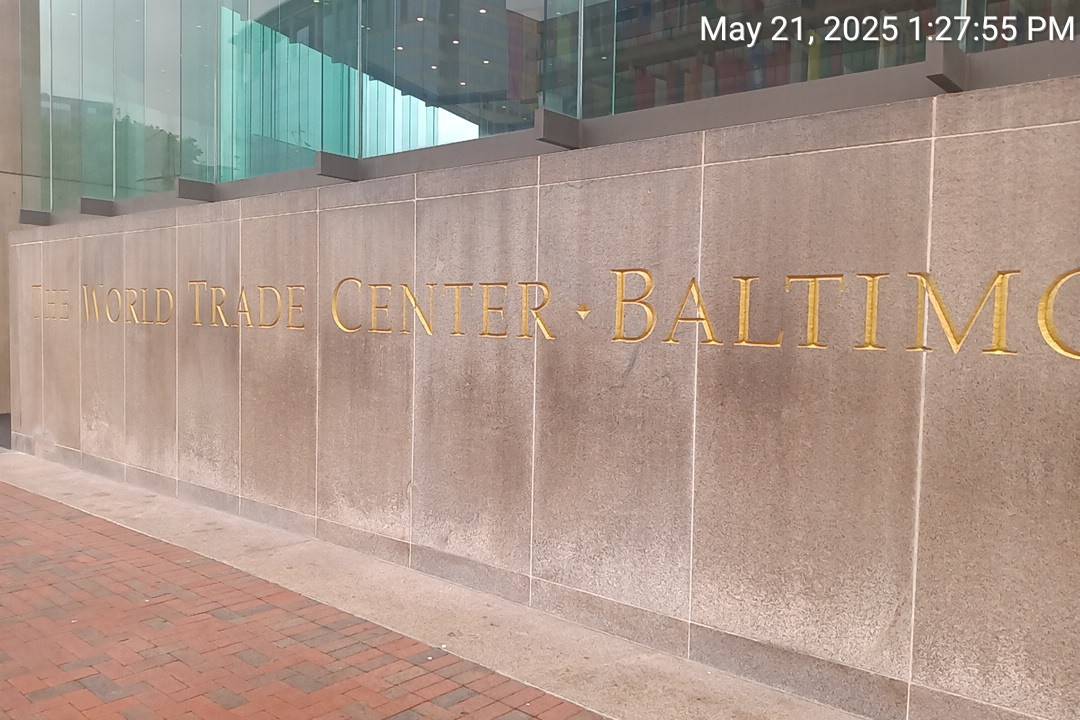 May 21, 2025 1:27:55 PM
THE WORLD TRADE CENTER · BALTIMO